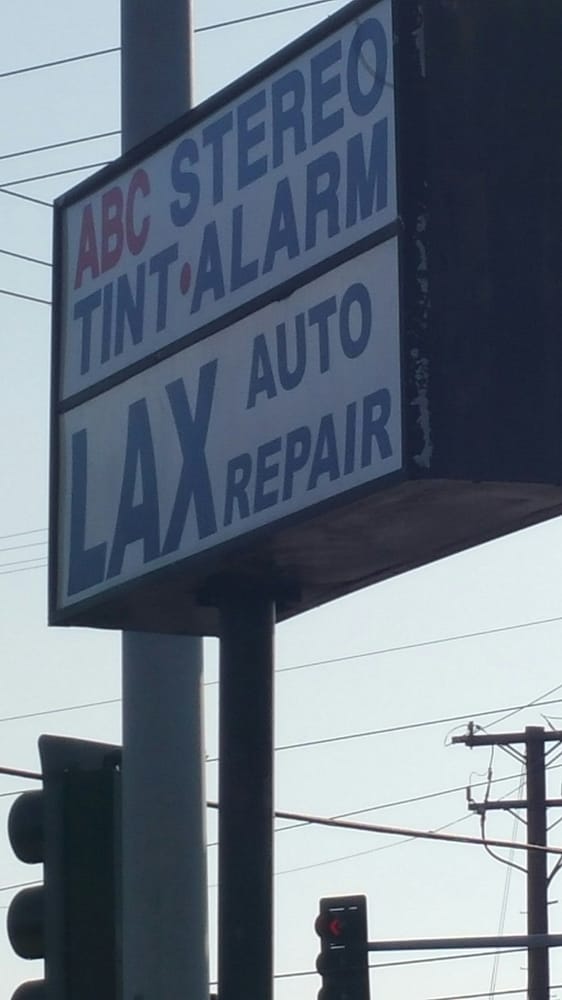 ABC STEREO
TINT•ALARM
LAX AUTO
REPAIR